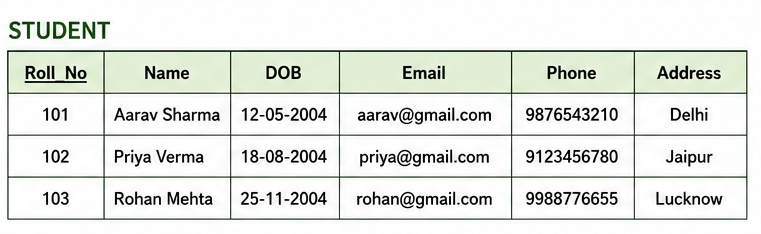 STUDENT
Roll_No Name DOB Email Phone Address
101 Aarav Sharma 12-05-2004 aarav@gmail.com 9876543210 Delhi
102 Priya Verma 18-08-2004 priya@gmail.com 9123456780 Jaipur
103 Rohan Mehta 25-11-2004 rohan@gmail.com 9988776655 Lucknow